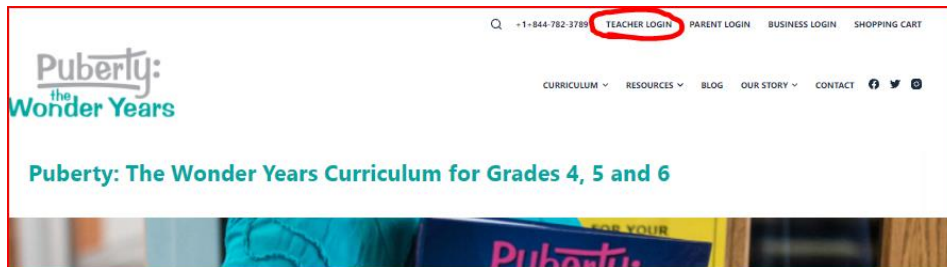 +1+844-782-3789 TEACHER LOGIN PARENT LOGIN BUSINESS LOGIN SHOPPING CART
Puberty:
the
Wonder Years
CURRICULUM RESOURCES BLOG OUR STORY CONTACT
Puberty: The Wonder Years Curriculum for Grades 4, 5 and 6
FOR YOUR
Puberty: